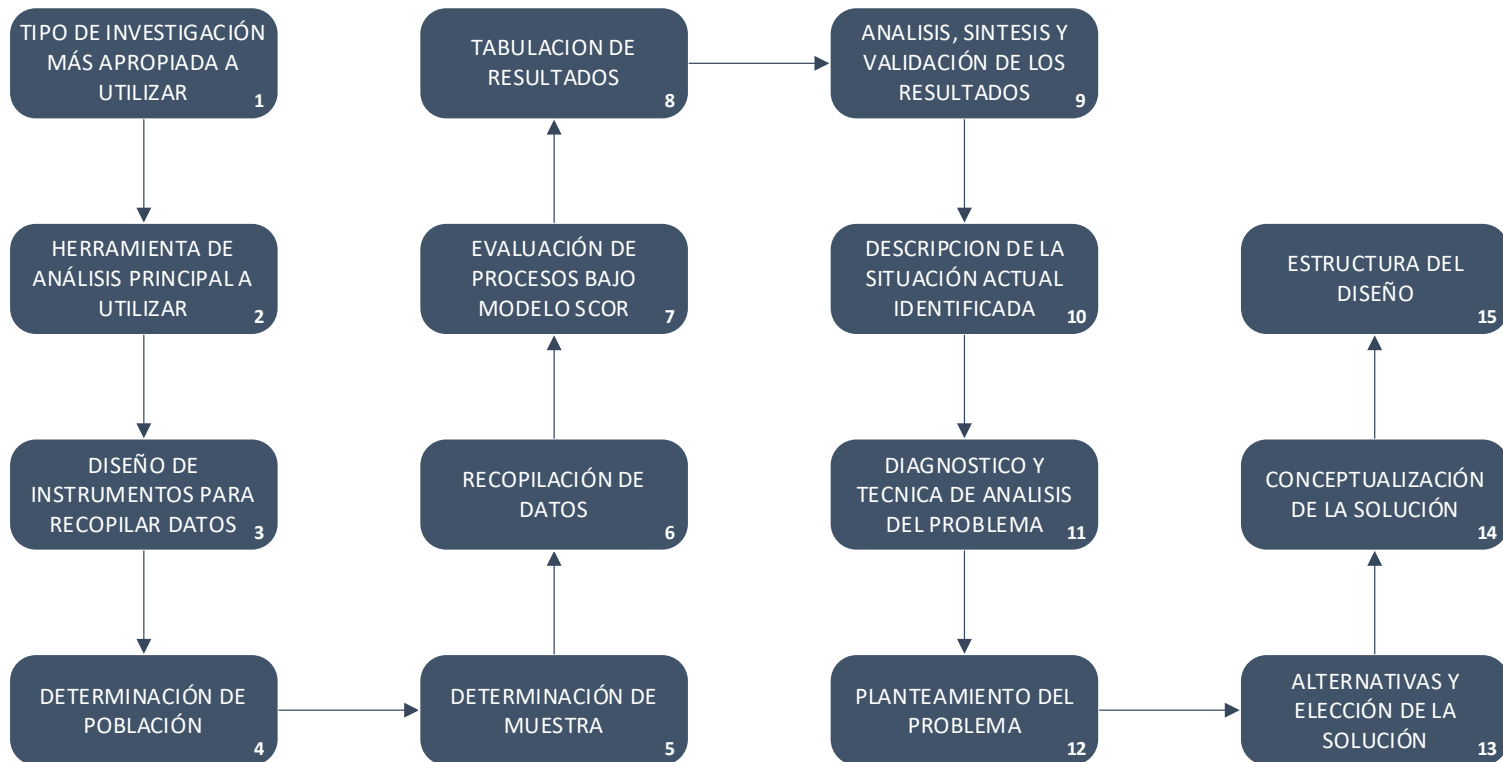 TIPO DE INVESTIGACIÓN
MÁS APROPIADA A
UTILIZAR
1
HERRAMIENTA DE
ANÁLISIS PRINCIPAL A
UTILIZAR
2
DISEÑO DE
INSTRUMENTOS PARA
RECOPILAR DATOS
3
DETERMINACIÓN DE
POBLACIÓN
4
DETERMINACIÓN DE
MUESTRA
5
RECOPILACIÓN DE
DATOS
6
EVALUACIÓN DE
PROCESOS BAJO
MODELO SCOR
7
TABULACION DE
RESULTADOS
8
ANALISIS, SINTESIS Y
VALIDACIÓN DE LOS
RESULTADOS
9
DESCRIPCION DE LA
SITUACIÓN ACTUAL
IDENTIFICADA
10
DIAGNOSTICO Y
TECNICA DE ANALISIS
DEL PROBLEMA
11
PLANTEAMIENTO DEL
PROBLEMA
12
ALTERNATIVAS Y
ELECCIÓN DE LA
SOLUCIÓN
13
CONCEPTUALIZACIÓN
DE LA SOLUCIÓN
14
ESTRUCTURA DEL
DISEÑO
15